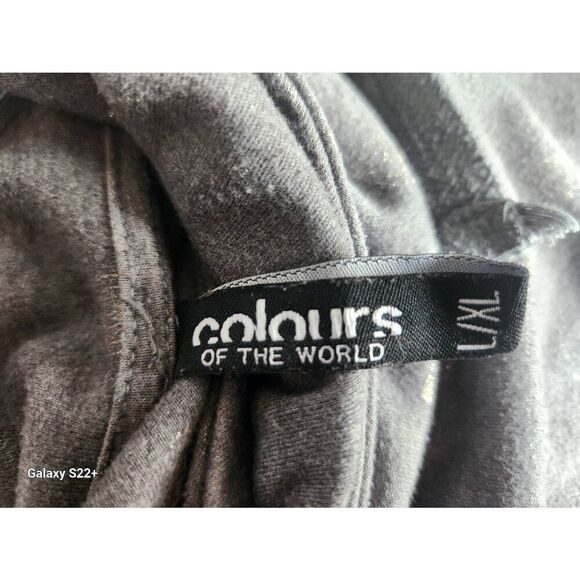 colours
OF THE WORLD
L/XL
Galaxy S22+